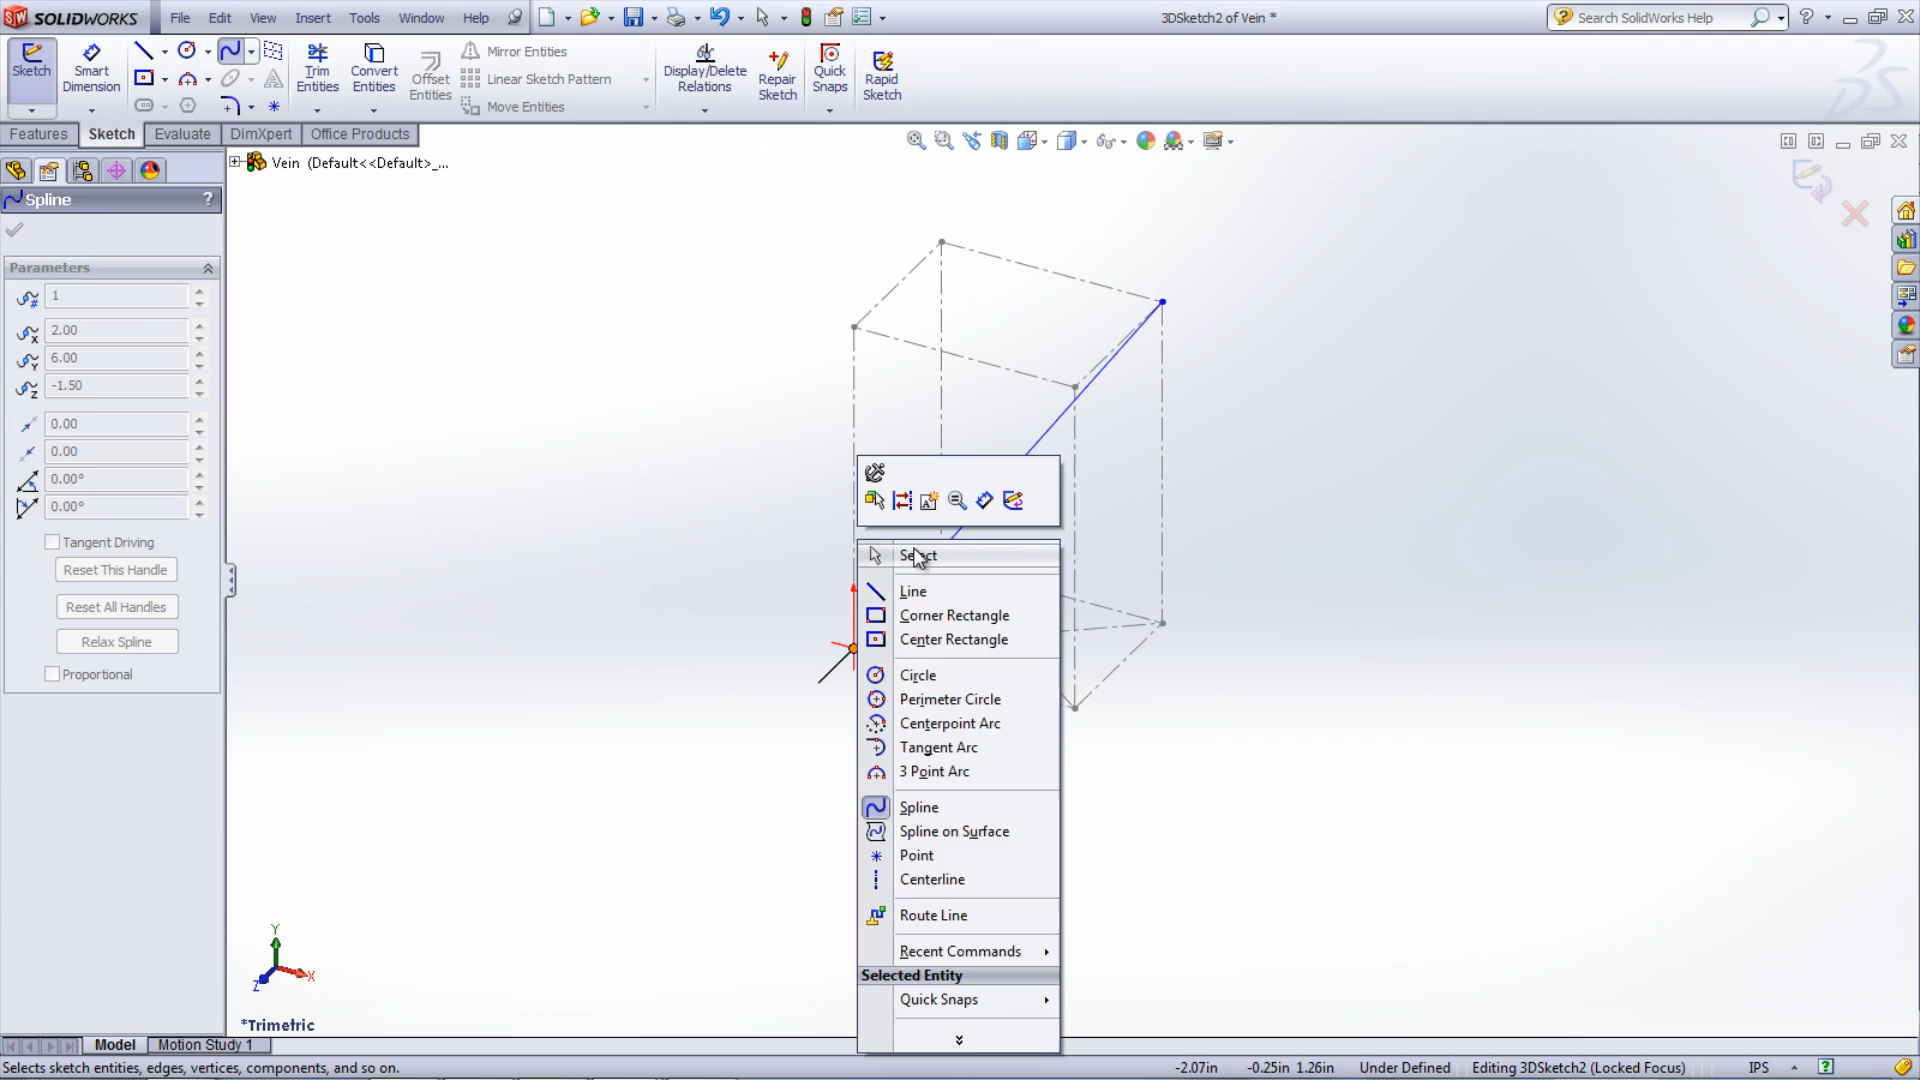 SOLIDWORKS File Edit View Insert Tools Window Help 3DSketch2 of Vein * Search SolidWorks Help
Sketch
Smart Dimension
Trim Entities
Convert Entities
Offset Entities
Mirror Entities
Linear Sketch Pattern
Move Entities
Display/Delete Relations
Repair Sketch
Quick Snaps
Rapid Sketch
Features Sketch Evaluate DimXpert Office Products
Vein (Default<<Default>_...
Spline ?
Parameters
1
2.00
6.00
-1.50
0.00
0.00
0.00°
0.00°
Tangent Driving
Reset This Handle
Reset All Handles
Relax Spline
Proportional
Select
Line
Corner Rectangle
Center Rectangle
Circle
Perimeter Circle
Centerpoint Arc
Tangent Arc
3 Point Arc
Spline
Spline on Surface
Point
Centerline
Route Line
Recent Commands
Selected Entity
Quick Snaps
Y
X
Z
*Trimetric
Model Motion Study 1
Selects sketch entities, edges, vertices, components, and so on. -2.07in -0.25in 1.26in Under Defined Editing 3DSketch2 (Locked Focus) IPS